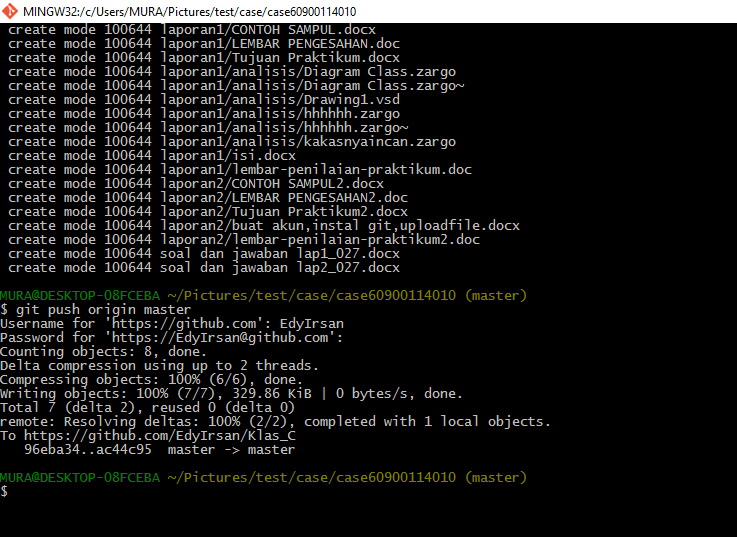 MINGW32:/c/Users/MURA/Pictures/test/case/case60900114010
create mode 100644 laporan1/CONTOH SAMPUL.docx
create mode 100644 laporan1/LEMBAR PENGESAHAN.doc
create mode 100644 laporan1/Tujuan Praktikum.docx
create mode 100644 laporan1/analisis/Diagram Class.zargo
create mode 100644 laporan1/analisis/Diagram Class.zargo~
create mode 100644 laporan1/analisis/Drawing1.vsd
create mode 100644 laporan1/analisis/hhhhhh.zargo
create mode 100644 laporan1/analisis/hhhhhh.zargo~
create mode 100644 laporan1/analisis/kakasnyaincan.zargo
create mode 100644 laporan1/isi.docx
create mode 100644 laporan1/lembar-penilaian-praktikum.doc
create mode 100644 laporan2/CONTOH SAMPUL2.docx
create mode 100644 laporan2/LEMBAR PENGESAHAN2.doc
create mode 100644 laporan2/Tujuan Praktikum2.docx
create mode 100644 laporan2/buat akun,instal git,uploadfile.docx
create mode 100644 laporan2/lembar-penilaian-praktikum2.doc
create mode 100644 soal dan jawaban lap1_027.docx
create mode 100644 soal dan jawaban lap2_027.docx
MURA@DESKTOP-08FCEBA ~/Pictures/test/case/case60900114010 (master)
$ git push origin master
Username for 'https://github.com': EdyIrsan
Password for 'https://EdyIrsan@github.com':
Counting objects: 8, done.
Delta compression using up to 2 threads.
Compressing objects: 100% (6/6), done.
Writing objects: 100% (7/7), 329.86 KiB | 0 bytes/s, done.
Total 7 (delta 2), reused 0 (delta 0)
remote: Resolving deltas: 100% (2/2), completed with 1 local objects.
To https://github.com/EdyIrsan/Klas_C
96eba34..ac44c95 master -> master
MURA@DESKTOP-08FCEBA ~/Pictures/test/case/case60900114010 (master)
$